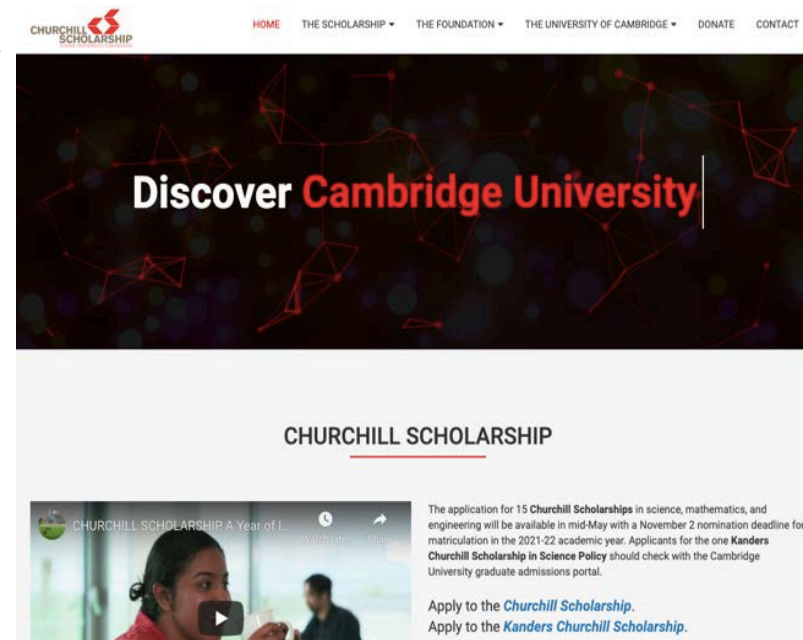 CHURCHILL
SCHOLARSHIP
HOME THE SCHOLARSHIP THE FOUNDATION THE UNIVERSITY OF CAMBRIDGE DONATE CONTACT
Discover Cambridge University
CHURCHILL SCHOLARSHIP
CHURCHILL SCHOLARSHIP A Year of I...
Watch later Share
The application for 15 Churchill Scholarships in science, mathematics, and
engineering will be available in mid-May with a November 2 nomination deadline for
matriculation in the 2021-22 academic year. Applicants for the one Kanders
Churchill Scholarship in Science Policy should check with the Cambridge
University graduate admissions portal.
Apply to the Churchill Scholarship.
Apply to the Kanders Churchill Scholarship.